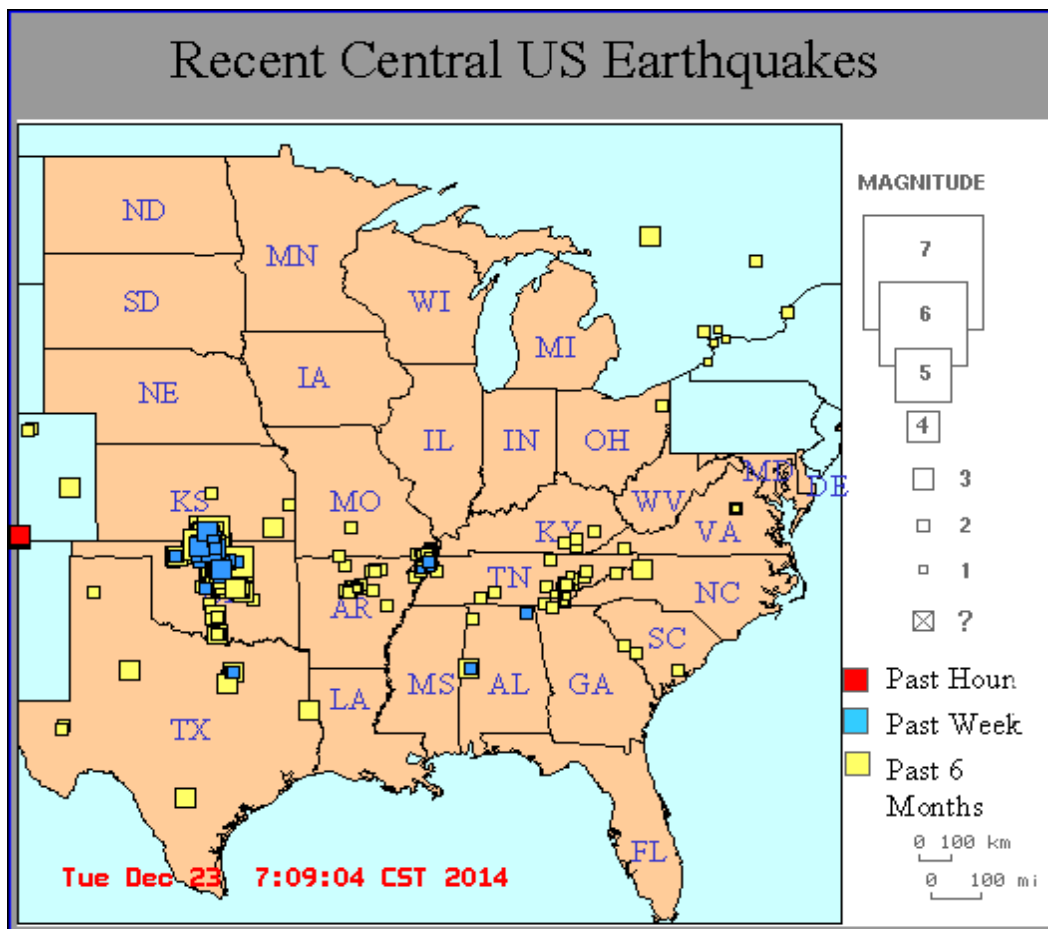 Recent Central US Earthquakes
MAGNITUDE
7
6
5
4
3
2
1
?
ND
MN
SD
WI
MI
IA
NE
IL
IN
OH
MD
DE
WV
KS
MO
KY
VA
TN
NC
AR
SC
MS
AL
GA
LA
TX
FL
Past Houn
Past Week
Past 6
Months
0 100 km
0 100 mi
Tue Dec 23 7:09:04 CST 2014